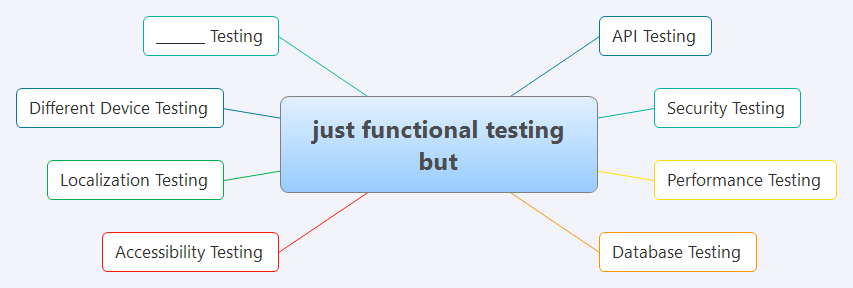 ______ Testing
API Testing
Different Device Testing
Security Testing
just functional testing
but
Localization Testing
Performance Testing
Accessibility Testing
Database Testing